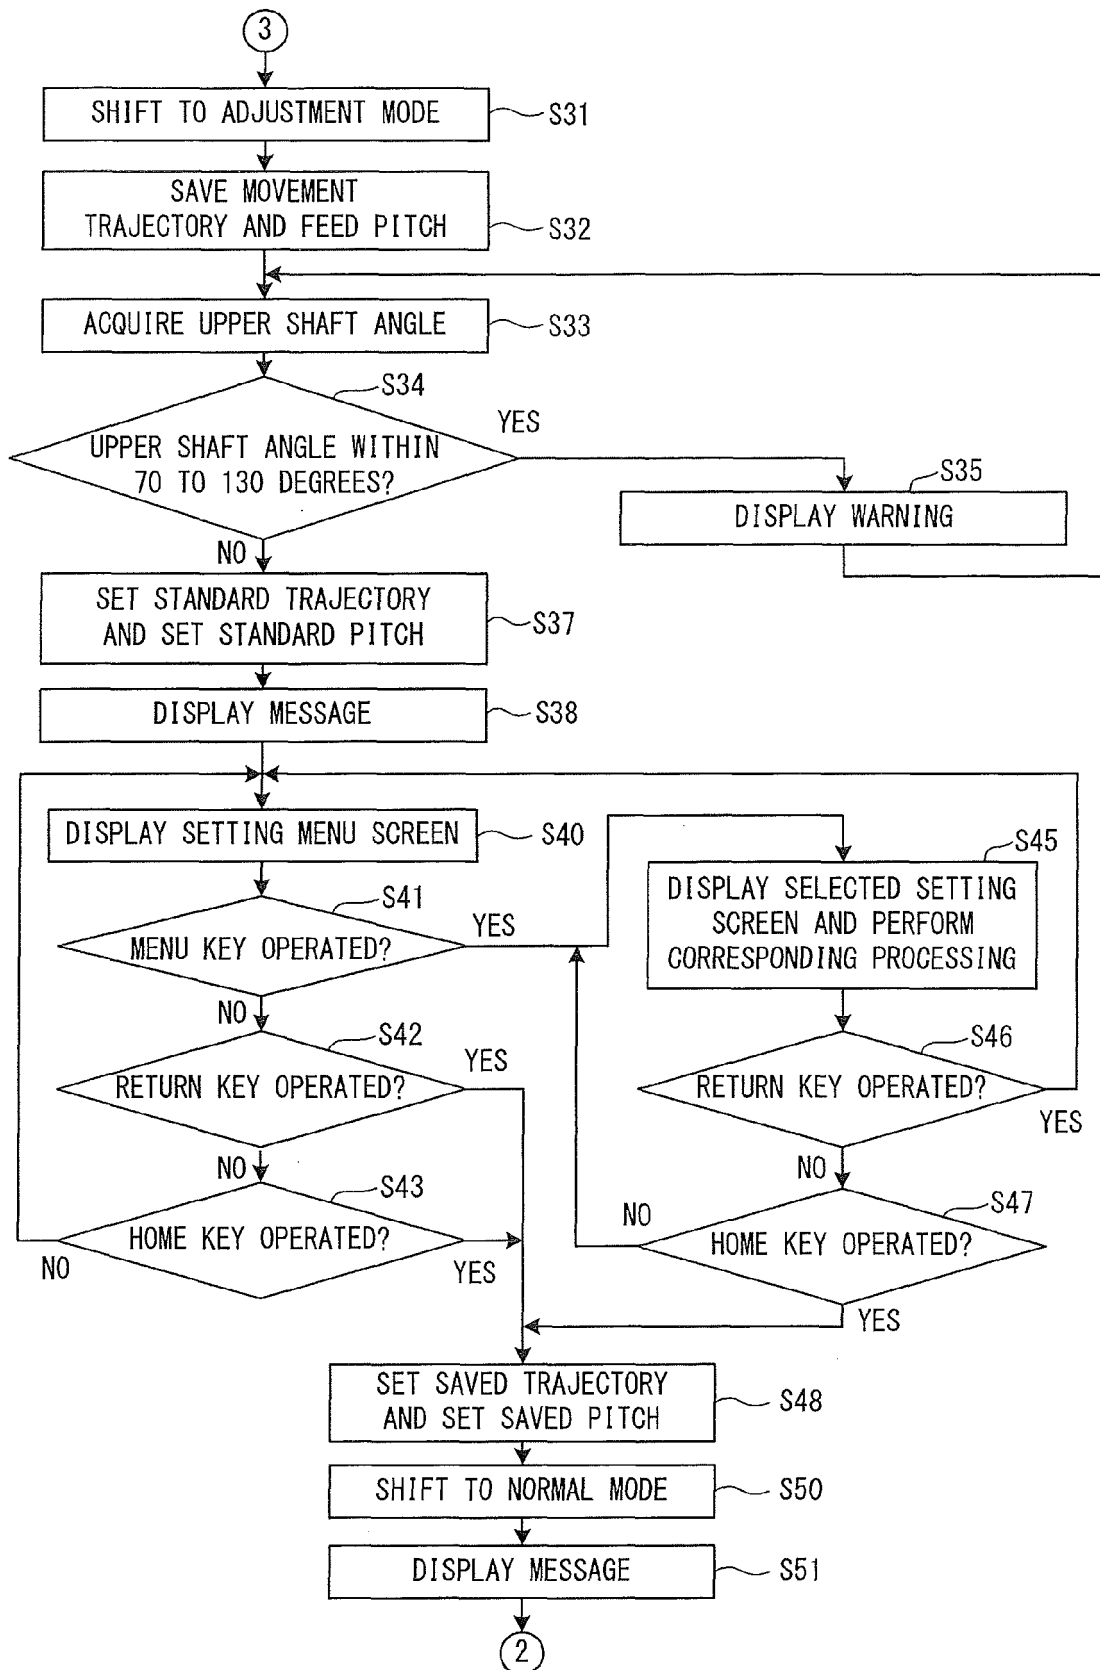 3
SHIFT TO ADJUSTMENT MODE
S31
SAVE MOVEMENT
TRAJECTORY AND FEED PITCH
S32
ACQUIRE UPPER SHAFT ANGLE
S33
S34
UPPER SHAFT ANGLE WITHIN
70 TO 130 DEGREES?
YES
NO
S35
DISPLAY WARNING
SET STANDARD TRAJECTORY
AND SET STANDARD PITCH
S37
DISPLAY MESSAGE
S38
DISPLAY SETTING MENU SCREEN
S40
S41
MENU KEY OPERATED?
YES
NO
S45
DISPLAY SELECTED SETTING
SCREEN AND PERFORM
CORRESPONDING PROCESSING
S42
RETURN KEY OPERATED?
YES
NO
S46
RETURN KEY OPERATED?
YES
NO
S43
HOME KEY OPERATED?
NO
YES
S47
NO
HOME KEY OPERATED?
YES
SET SAVED TRAJECTORY
AND SET SAVED PITCH
S48
SHIFT TO NORMAL MODE
S50
DISPLAY MESSAGE
S51
2